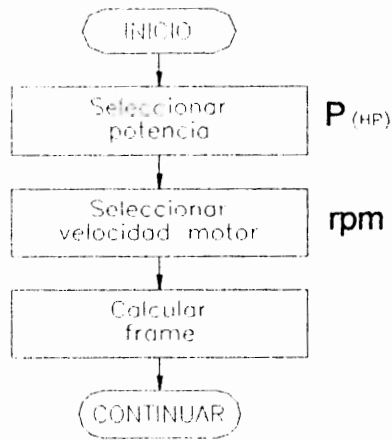 INICIO
Seleccionar
potencia
P (HP)
Seleccionar
velocidad motor
rpm
Calcular
frame
CONTINUAR